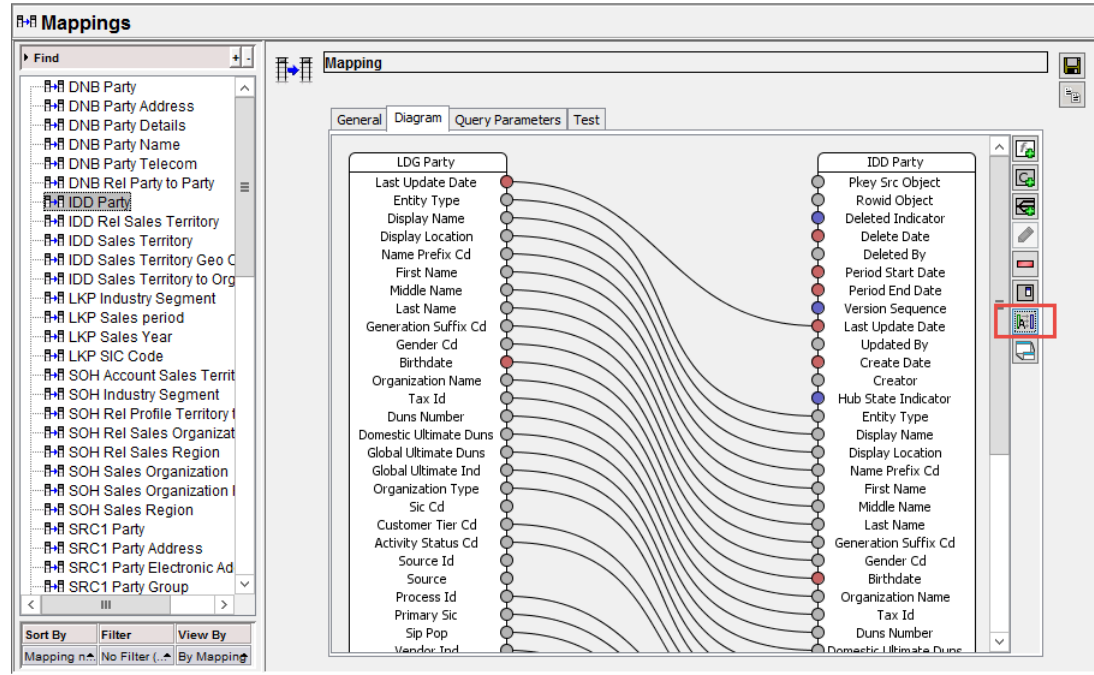 Mappings
Find
+ -
DNB Party
DNB Party Address
DNB Party Details
DNB Party Name
DNB Party Telecom
DNB Rel Party to Party
IDD Party
IDD Rel Sales Territory
IDD Sales Territory
IDD Sales Territory Geo C
IDD Sales Territory to Org
LKP Industry Segment
LKP Sales period
LKP Sales Year
LKP SIC Code
SOH Account Sales Territ
SOH Industry Segment
SOH Rel Profile Territory t
SOH Rel Sales Organizat
SOH Rel Sales Region
SOH Sales Organization
SOH Sales Organization
SOH Sales Region
SRC1 Party
SRC1 Party Address
SRC1 Party Electronic Ad
SRC1 Party Group
Sort By Filter View By
Mapping n... No Filter (... By Mapping
Mapping
General Diagram Query Parameters Test
LDG Party
Last Update Date
Entity Type
Display Name
Display Location
Name Prefix Cd
First Name
Middle Name
Last Name
Generation Suffix Cd
Gender Cd
Birthdate
Organization Name
Tax Id
Duns Number
Domestic Ultimate Duns
Global Ultimate Duns
Global Ultimate Ind
Organization Type
Sic Cd
Customer Tier Cd
Activity Status Cd
Source Id
Source
Process Id
Primary Sic
Sip Pop
Vendor Ind
IDD Party
Pkey Src Object
Rowid Object
Deleted Indicator
Delete Date
Deleted By
Period Start Date
Period End Date
Version Sequence
Last Update Date
Updated By
Create Date
Creator
Hub State Indicator
Entity Type
Display Name
Display Location
Name Prefix Cd
First Name
Middle Name
Last Name
Generation Suffix Cd
Gender Cd
Birthdate
Organization Name
Tax Id
Duns Number
Domestic Ultimate Duns